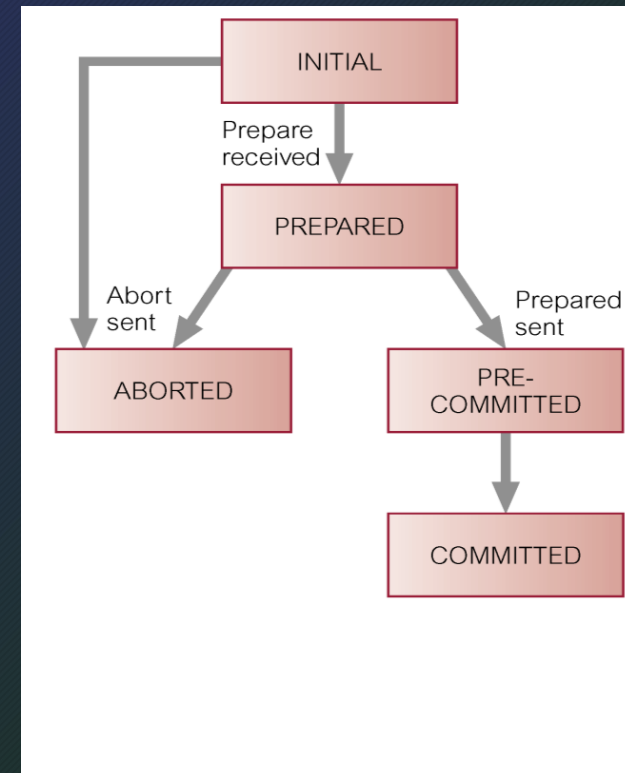 INITIAL
Prepare
received
PREPARED
Abort
sent
Prepared
sent
ABORTED
PRE-
COMMITTED
COMMITTED